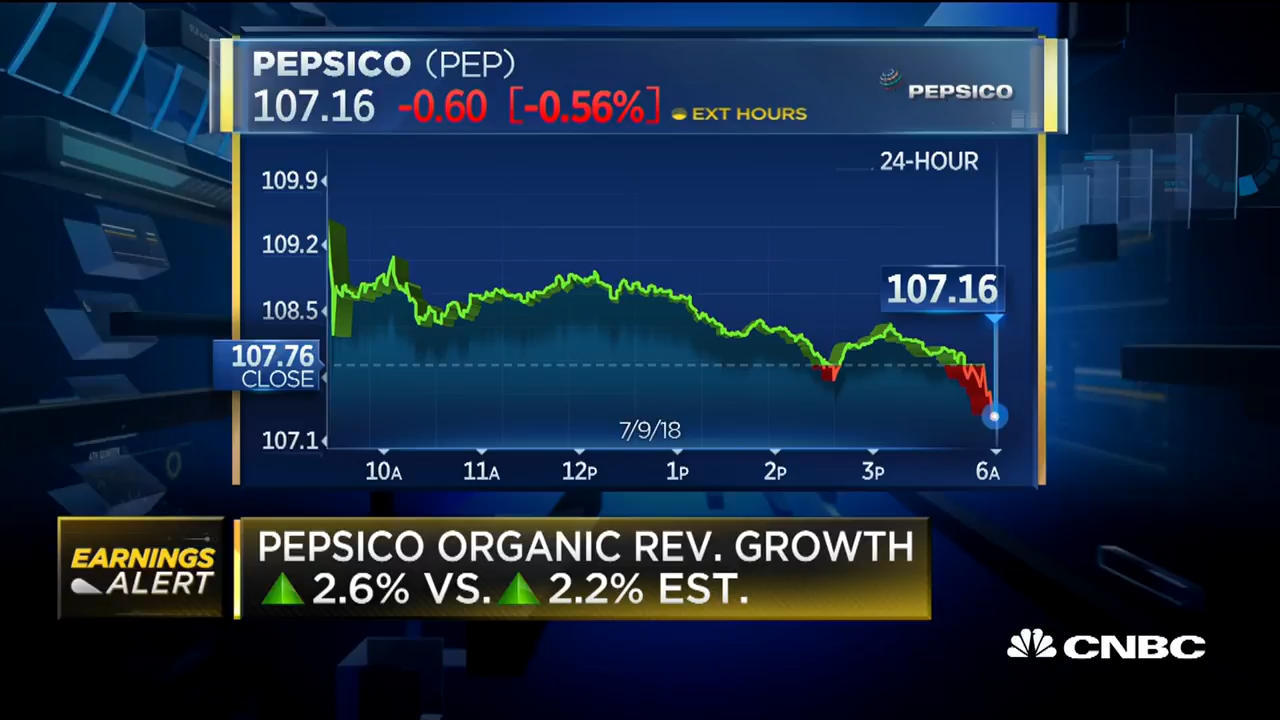 PEPSICO (PEP)
107.16 -0.60 [-0.56%] EXT HOURS
PEPSICO
24-HOUR
109.9
109.2
108.5
107.76
CLOSE
107.1
107.16
7/9/18
10A 11A 12P 1P 2P 3P 6A
EARNINGS
ALERT
PEPSICO ORGANIC REV. GROWTH
2.6% VS. 2.2% EST.
CNBC